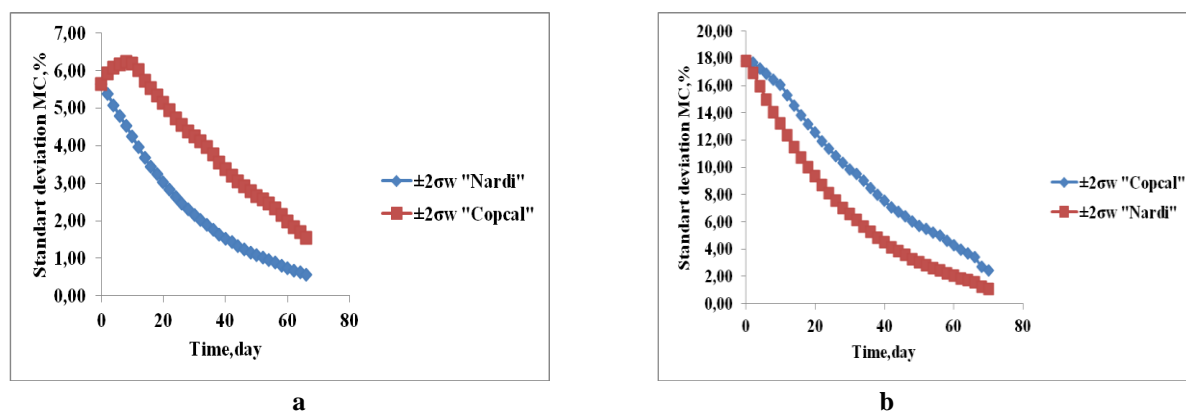 7,00
6,00
5,00
4,00
3,00
2,00
1,00
0,00
Standart deviation MC,%
0 20 40 60 80
Time,day
±2σw "Nardi"
±2σw "Copcal"
a
20,00
18,00
16,00
14,00
12,00
10,00
8,00
6,00
4,00
2,00
0,00
Standart deviation MC,%
0 20 40 60 80
Time,day
±2σw "Copcal"
±2σw "Nardi"
b